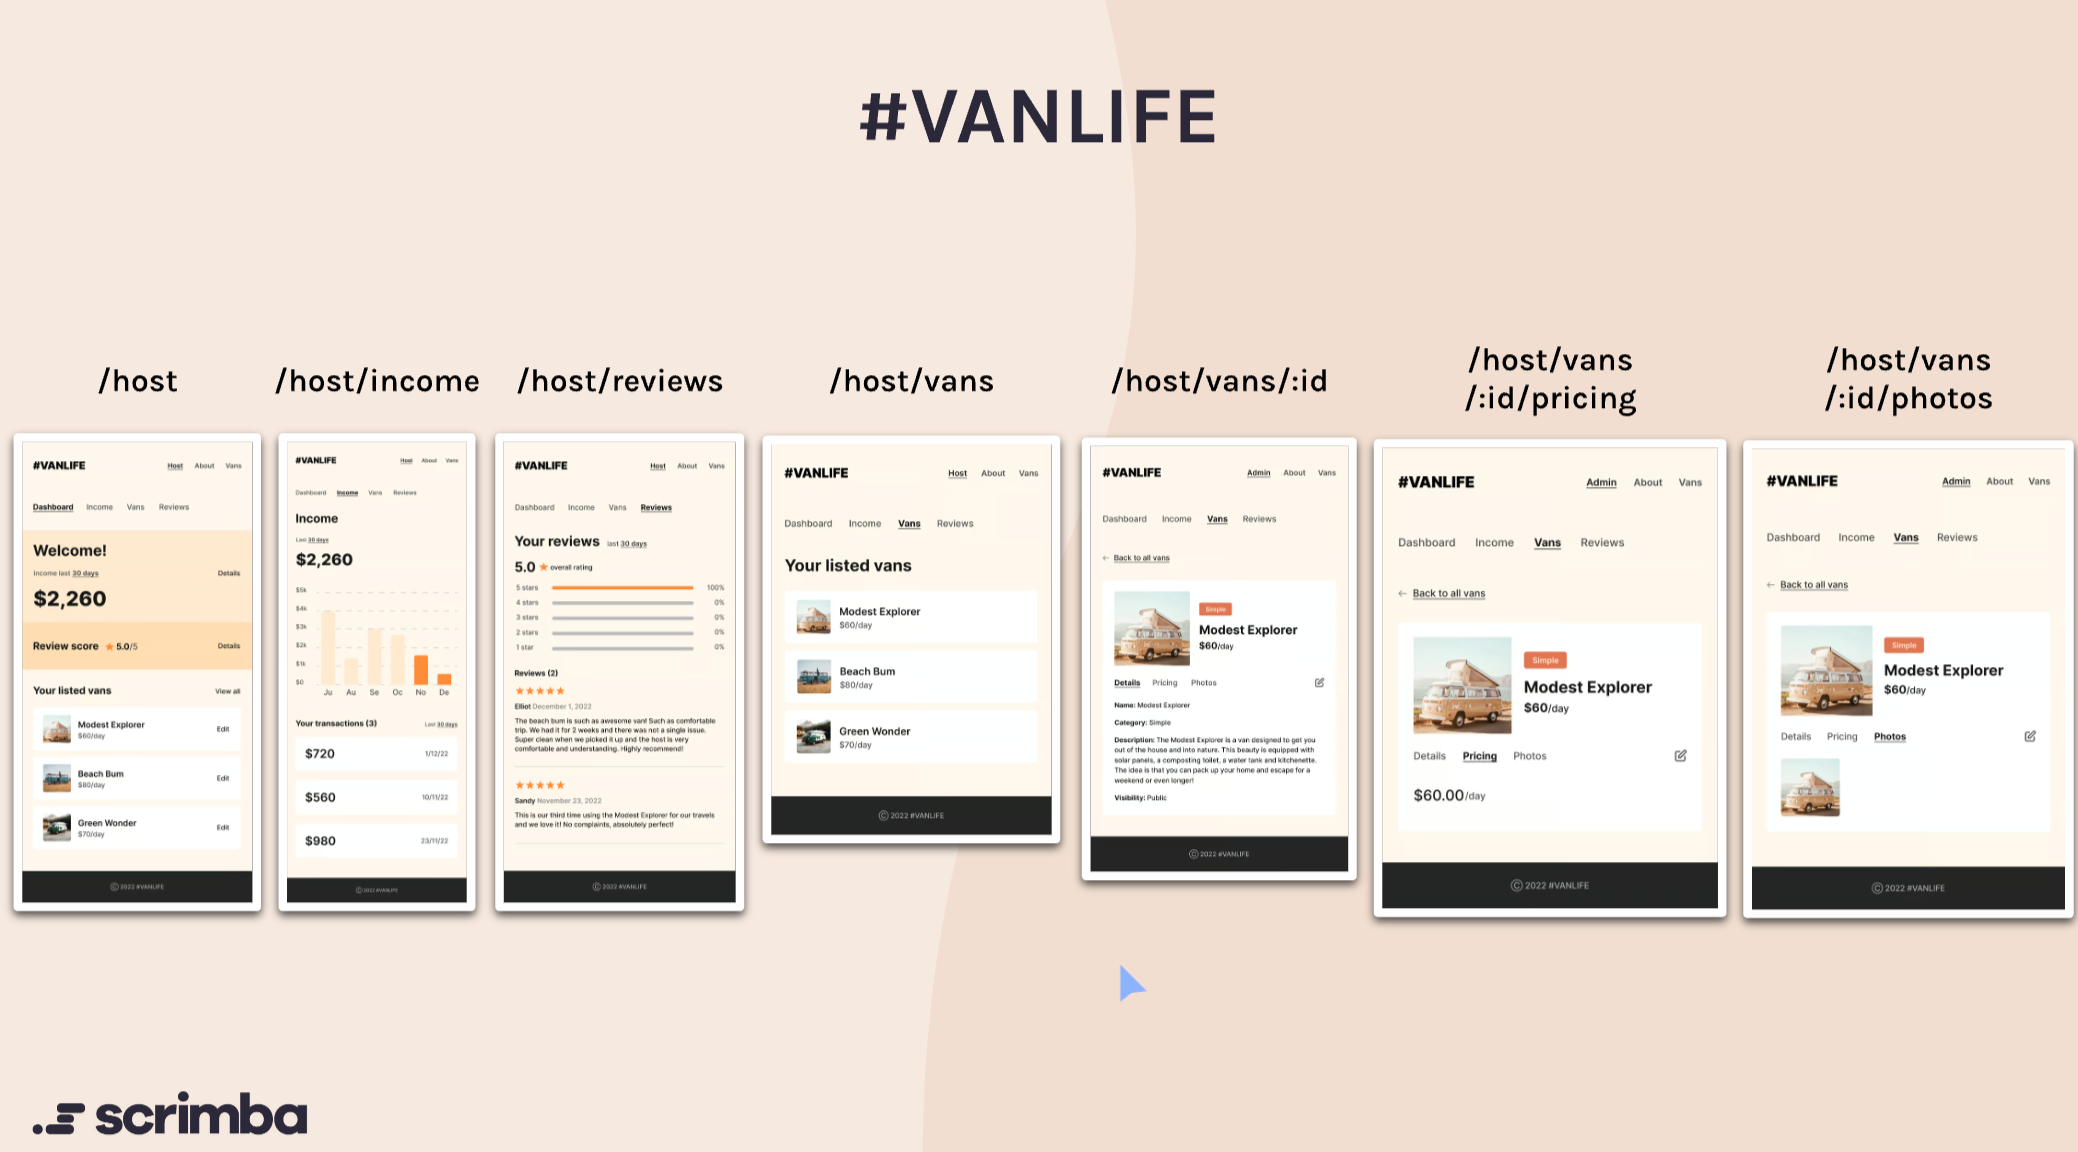 #VANLIFE
/host
#VANLIFE
Host About Vans
Dashboard Income Vans Reviews
Welcome!
Income last 30 days Details
$2,260
Review score 5.0/5 Details
Your listed vans View all
Modest Explorer
$60/day
Edit
Beach Bum
$80/day
Edit
Green Wonder
$70/day
Edit
© 2022 #VANLIFE
/host/income
#VANLIFE
Host About Vans
Dashboard Income Vans Reviews
Income
Last 30 days
$2,260
$5k
$4k
$3k
$2k
$1k
$0
Ju Au Se Oc No De
Your transactions (3) Last 30 days
$720 1/12/22
$560 10/11/22
$980 23/11/22
© 2022 #VANLIFE
/host/reviews
#VANLIFE
Host About Vans
Dashboard Income Vans Reviews
Your reviews last 30 days
5.0 overall rating
5 stars 100%
4 stars 0%
3 stars 0%
2 stars 0%
1 star 0%
Reviews (2)
Elliot December 1, 2022
The beach bum is such as awesome van! Such as comfortable
trip. We had it for 2 weeks and there was not a single issue.
Super clean when we picked it up and the host is very
comfortable and understanding. Highly recommend!
Sandy November 23, 2022
This is our third time using the Modest Explorer for our travels
and we love it! No complaints, absolutely perfect!
© 2022 #VANLIFE
/host/vans
#VANLIFE
Host About Vans
Dashboard Income Vans Reviews
Your listed vans
Modest Explorer
$60/day
Beach Bum
$80/day
Green Wonder
$70/day
© 2022 #VANLIFE
/host/vans/:id
#VANLIFE
Admin About Vans
Dashboard Income Vans Reviews
← Back to all vans
Simple
Modest Explorer
$60/day
Details Pricing Photos
Name: Modest Explorer
Category: Simple
Description: The Modest Explorer is a van designed to get you
out of the house and into nature. This beauty is equipped with
solar panels, a composting toilet, a water tank and kitchenette.
The idea is that you can pack up your home and escape for a
weekend or even longer!
Visibility: Public
© 2022 #VANLIFE
/host/vans
/:id/pricing
#VANLIFE
Admin About Vans
Dashboard Income Vans Reviews
← Back to all vans
Simple
Modest Explorer
$60/day
Details Pricing Photos
$60.00/day
© 2022 #VANLIFE
/host/vans
/:id/photos
#VANLIFE
Admin About Vans
Dashboard Income Vans Reviews
← Back to all vans
Simple
Modest Explorer
$60/day
Details Pricing Photos
© 2022 #VANLIFE
scrimba